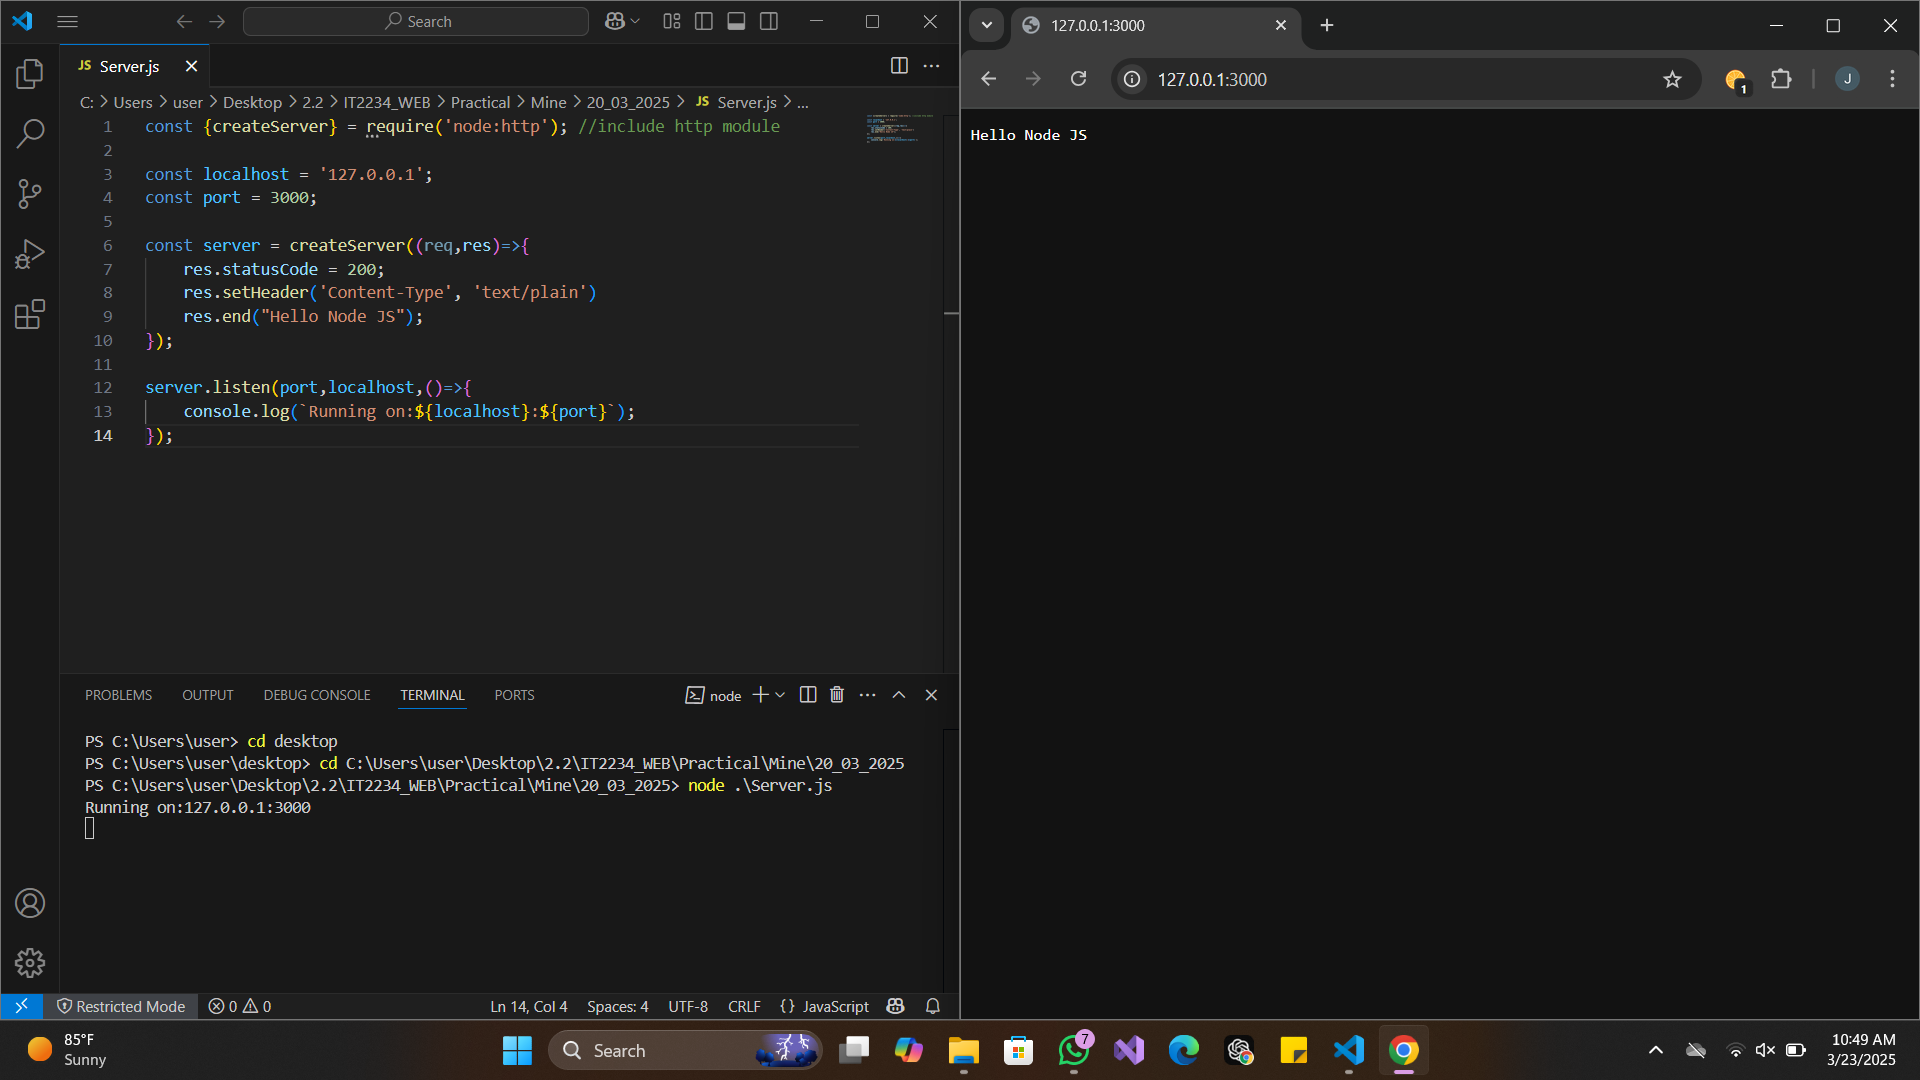 Search
JS Server.js
C: > Users > user > Desktop > 2.2 > IT2234_WEB > Practical > Mine > 20_03_2025 > JS Server.js > ...
1 const {createServer} = require('node:http'); //include http module
2
3 const localhost = '127.0.0.1';
4 const port = 3000;
5
6 const server = createServer((req,res)=>{
7     res.statusCode = 200;
8     res.setHeader('Content-Type', 'text/plain')
9     res.end("Hello Node JS");
10 });
11
12 server.listen(port,localhost,()=>{
13     console.log(`Running on:${localhost}:${port}`);
14 });
PROBLEMS OUTPUT DEBUG CONSOLE TERMINAL PORTS node
PS C:\Users\user> cd desktop
PS C:\Users\user\desktop> cd C:\Users\user\Desktop\2.2\IT2234_WEB\Practical\Mine\20_03_2025
PS C:\Users\user\Desktop\2.2\IT2234_WEB\Practical\Mine\20_03_2025> node .\Server.js
Running on:127.0.0.1:3000
Restricted Mode 0 0 Ln 14, Col 4 Spaces: 4 UTF-8 CRLF {} JavaScript
127.0.0.1:3000
127.0.0.1:3000
1
J
Hello Node JS
85°F
Sunny
Search
7
10:49 AM
3/23/2025